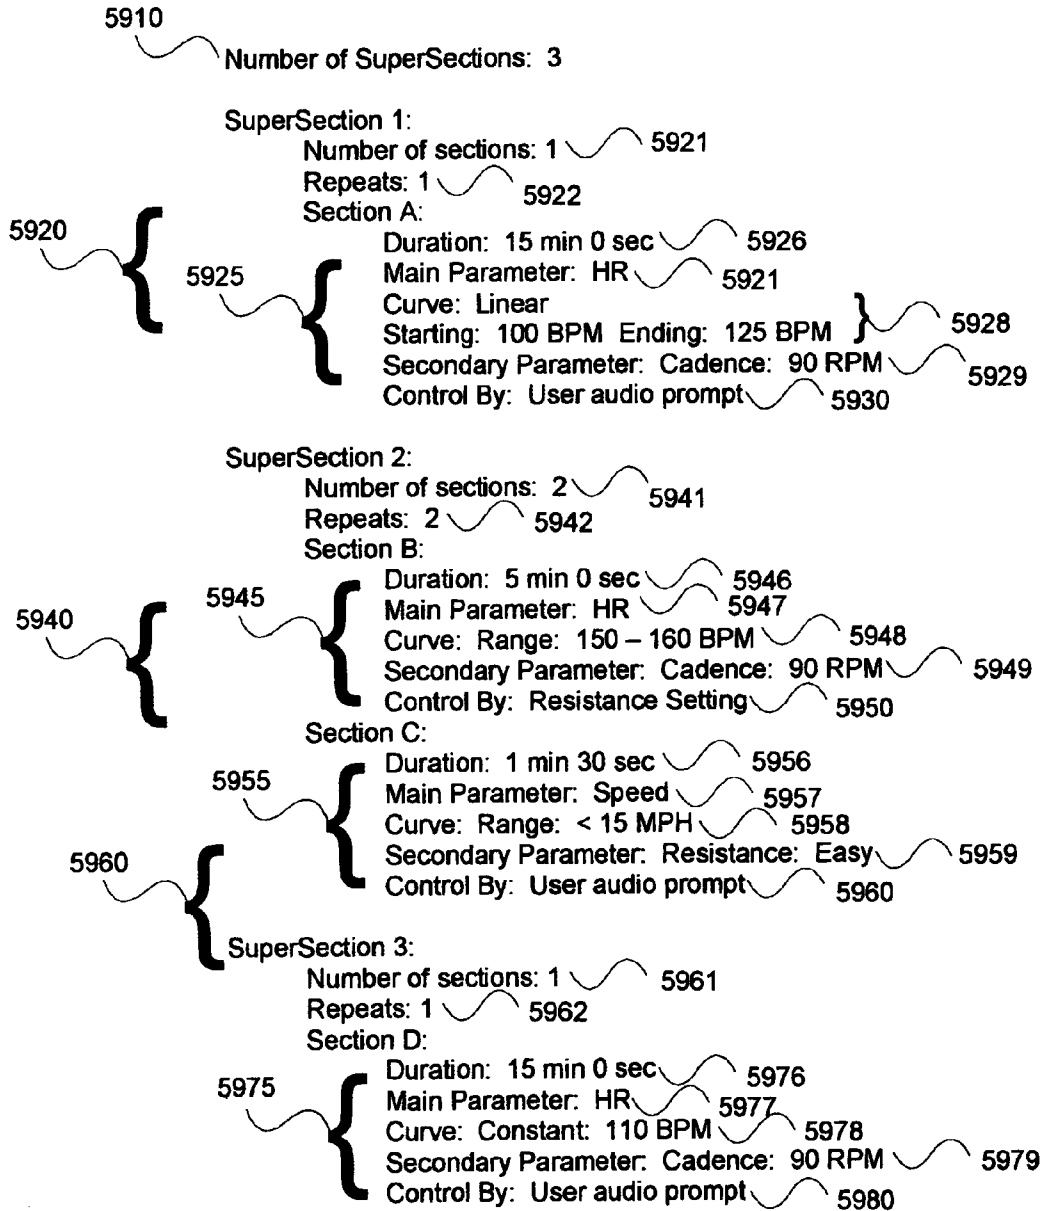 5910
Number of SuperSections: 3
SuperSection 1:
Number of sections: 1 5921
Repeats: 1 5922
Section A:
5920
Duration: 15 min 0 sec 5926
5925 Main Parameter: HR 5921
Curve: Linear
Starting: 100 BPM Ending: 125 BPM } 5928
Secondary Parameter: Cadence: 90 RPM 5929
Control By: User audio prompt 5930
SuperSection 2:
Number of sections: 2 5941
Repeats: 2 5942
Section B:
Duration: 5 min 0 sec 5946
5940 5945 Main Parameter: HR 5947
Curve: Range: 150 – 160 BPM 5948
Secondary Parameter: Cadence: 90 RPM 5949
Control By: Resistance Setting 5950
Section C:
Duration: 1 min 30 sec 5956
5955 Main Parameter: Speed 5957
Curve: Range: < 15 MPH 5958
5960 Secondary Parameter: Resistance: Easy 5959
Control By: User audio prompt 5960
SuperSection 3:
Number of sections: 1 5961
Repeats: 1 5962
Section D:
Duration: 15 min 0 sec 5976
5975 Main Parameter: HR 5977
Curve: Constant: 110 BPM 5978
Secondary Parameter: Cadence: 90 RPM 5979
Control By: User audio prompt 5980